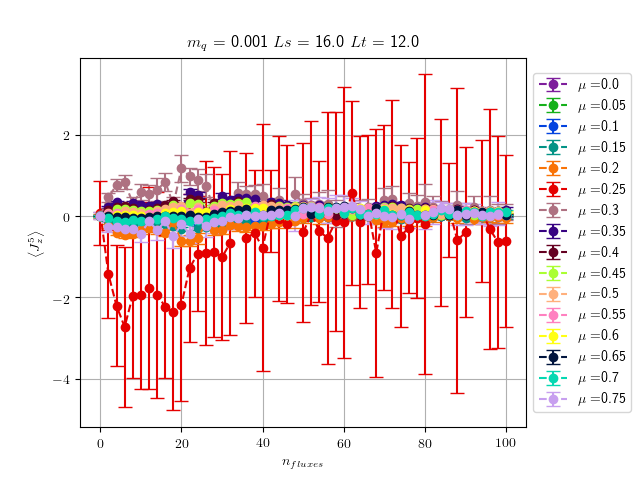 m_q = 0.001 Ls = 16.0 Lt = 12.0
⟨J_z^5⟩
2
0
−2
−4
0 20 40 60 80 100
n_{fluxes}
μ =0.0
μ =0.05
μ =0.1
μ =0.15
μ =0.2
μ =0.25
μ =0.3
μ =0.35
μ =0.4
μ =0.45
μ =0.5
μ =0.55
μ =0.6
μ =0.65
μ =0.7
μ =0.75